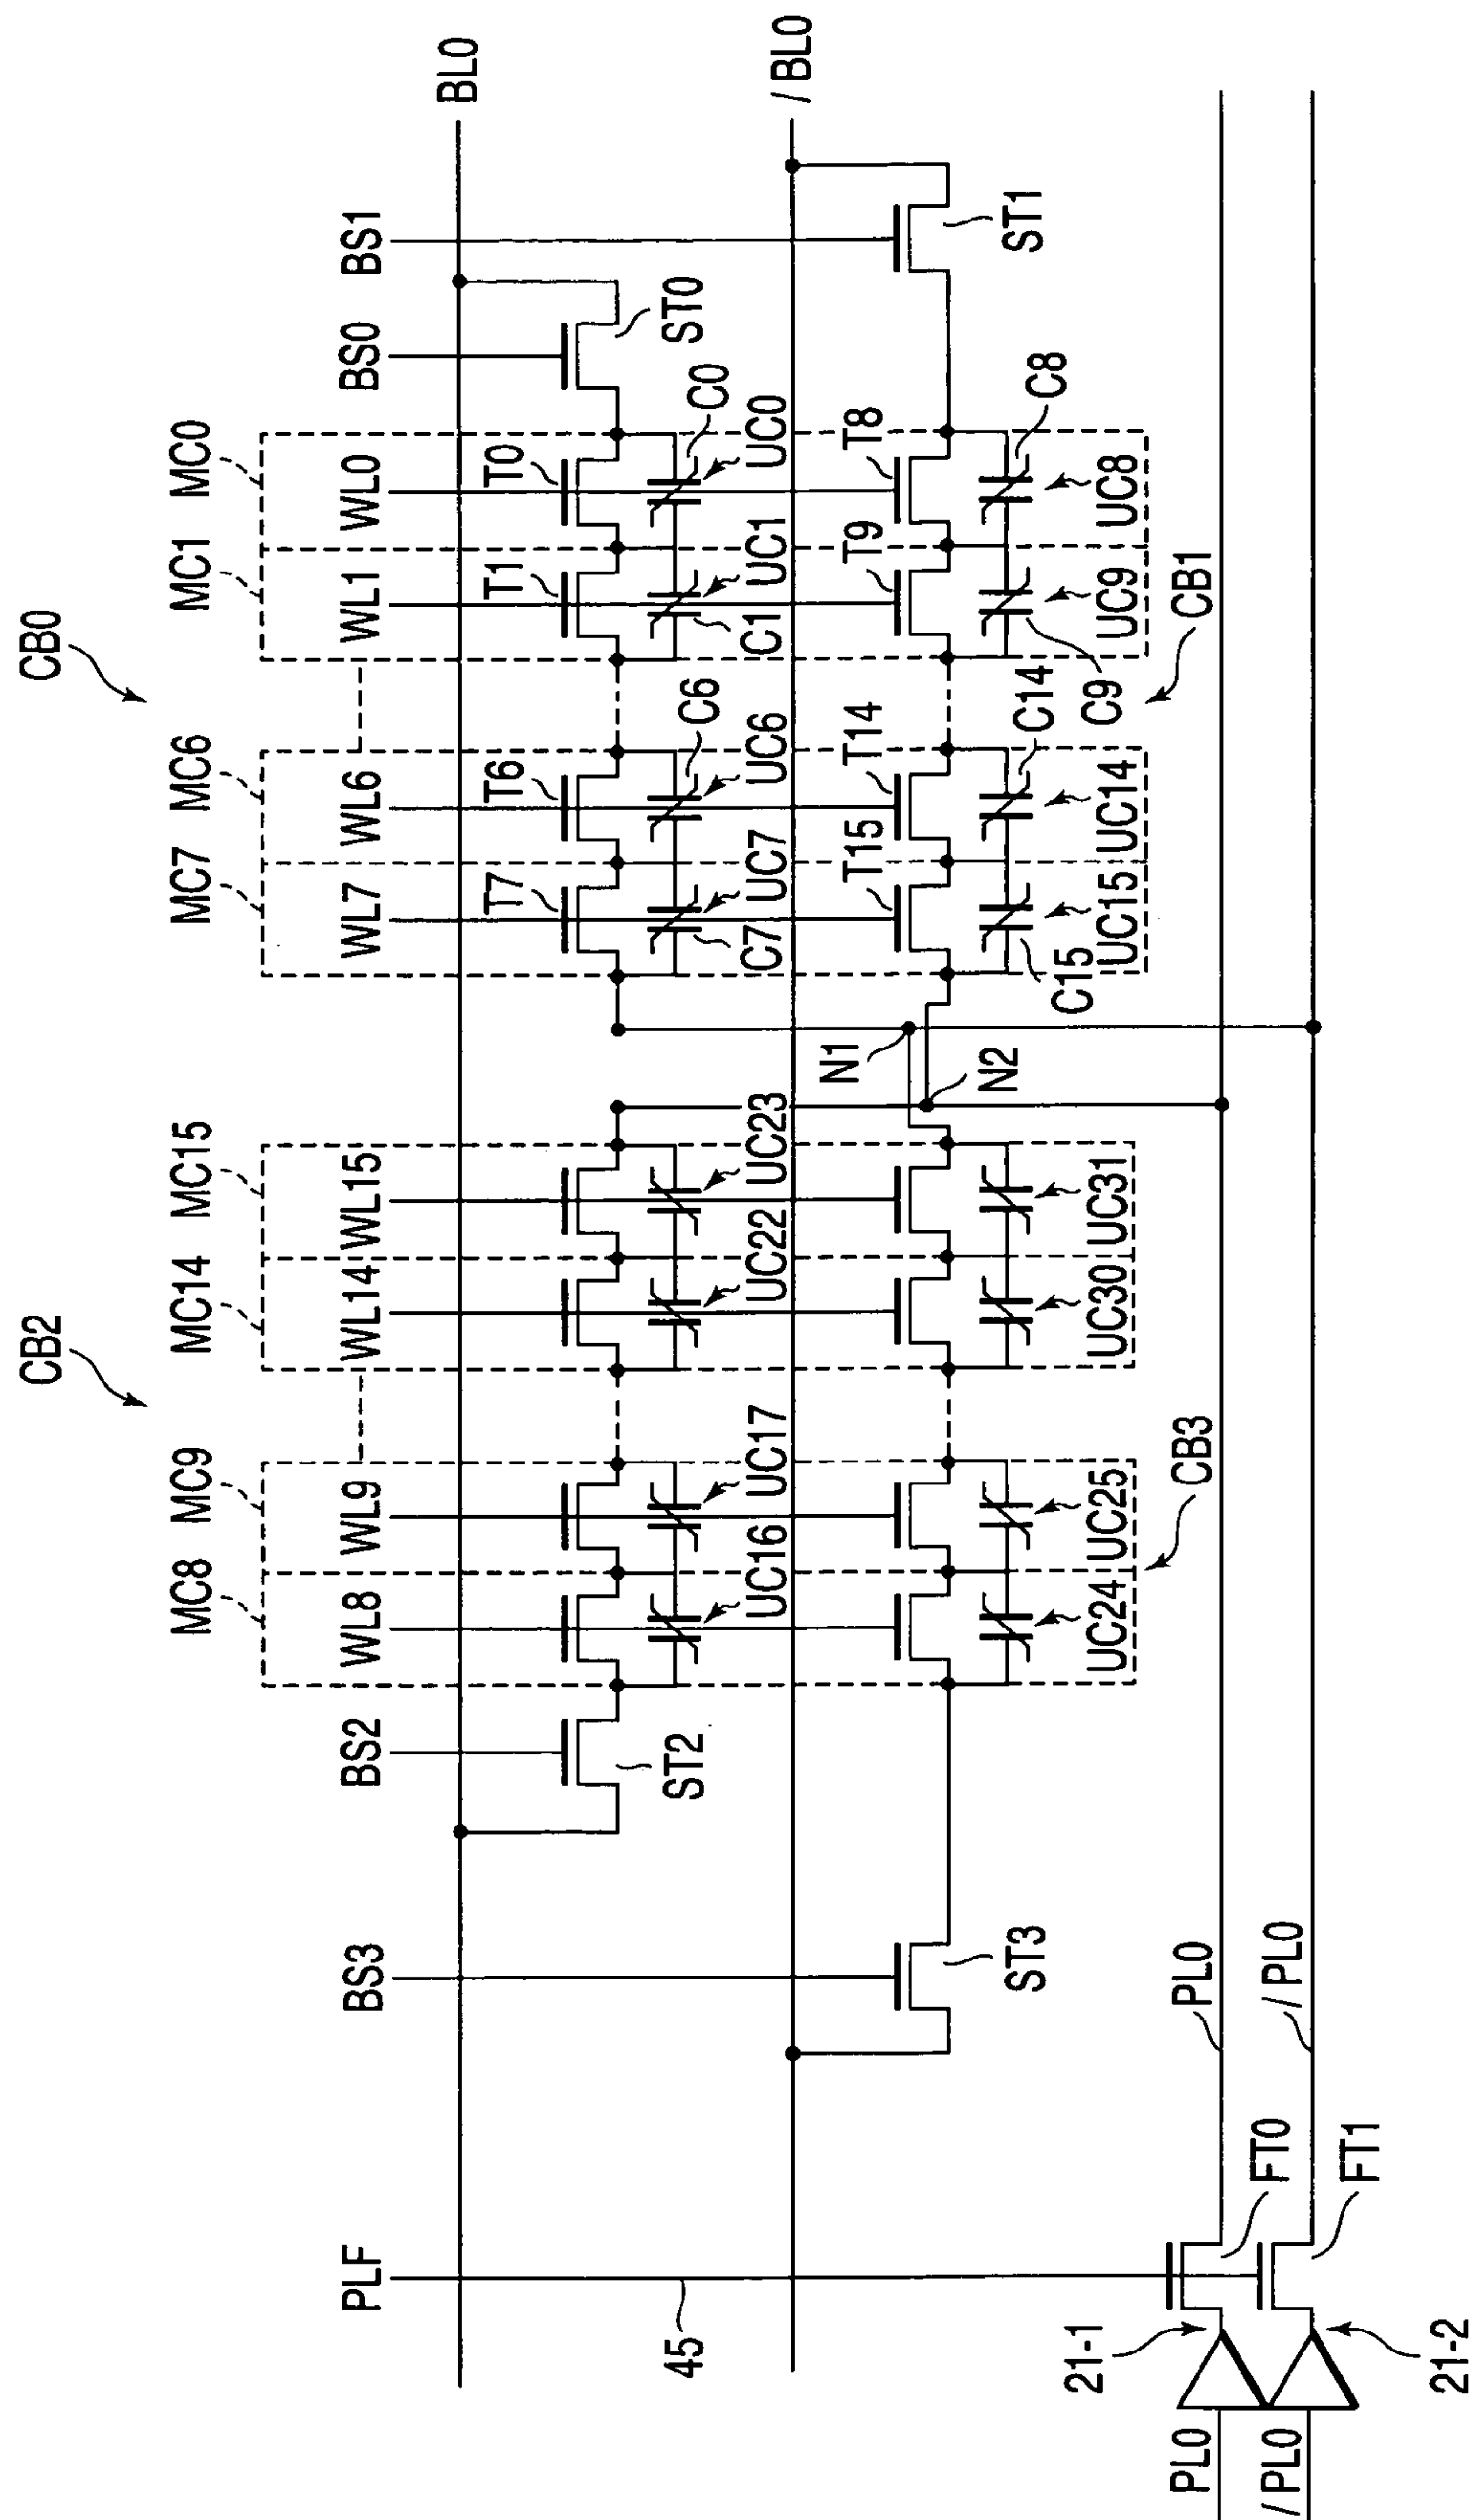 CB2
CB0
MC8
MC9
MC14
MC15
MC7
MC6
MC1
MC0
PLF
BS3
BS2
WL8
WL9
WL14
WL15
WL7
WL6
WL1
WL0
BS0
BS1
BL0
T7
T6
T1
T0
45
ST2
C6
ST0
C0
UC16
UC17
UC22
UC23
C7
UC7
UC6
C1
UC1
UC0
/BL0
N1
T15
T14
T9
T8
ST3
N2
C15
C14
C8
ST1
UC24
UC25
UC30
UC31
UC15
UC14
C9
UC9
UC8
21-1
PL0
PL0
CB3
CB1
/PL0
FT0
/PL0
FT1
21-2